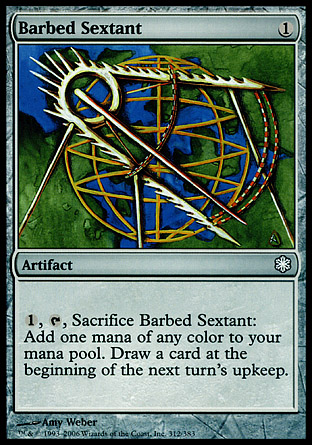 Barbed Sextant 1
Artifact
1, , Sacrifice Barbed Sextant:
Add one mana of any color to your
mana pool. Draw a card at the
beginning of the next turn's upkeep.
Amy Weber
™ & © 1993–2006 Wizards of the Coast, Inc. 312/383